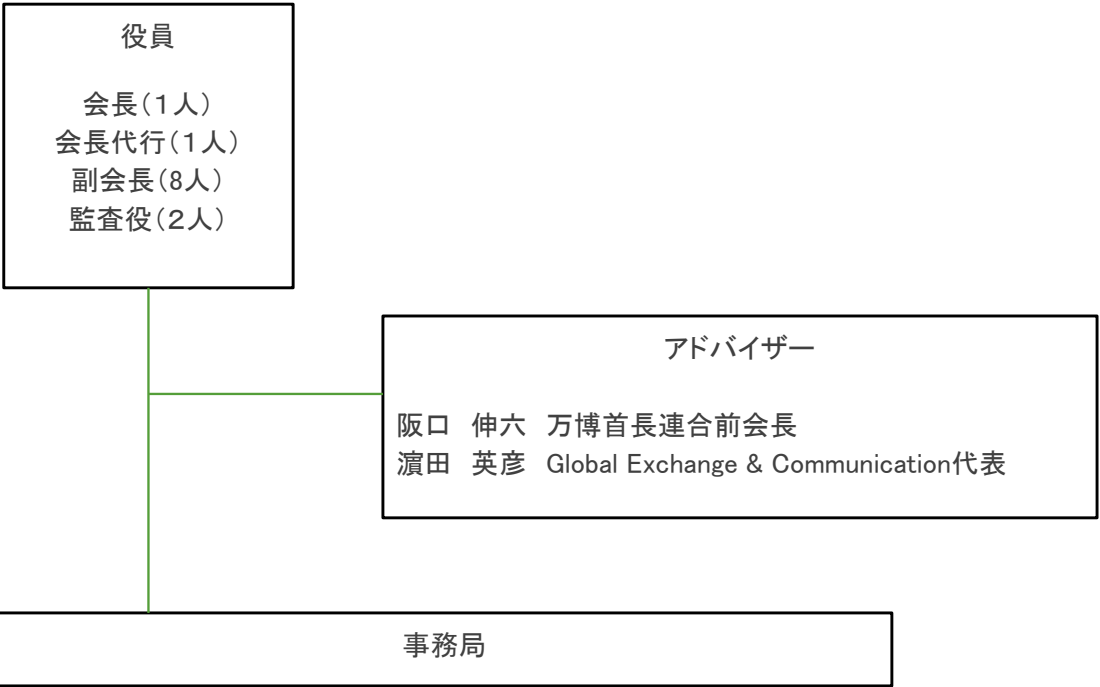 役員
会長(１人)
会長代行(１人)
副会長(8人)
監査役(２人)
アドバイザー
阪口　伸六　万博首長連合前会長
濵田　英彦　Global Exchange & Communication代表
事務局